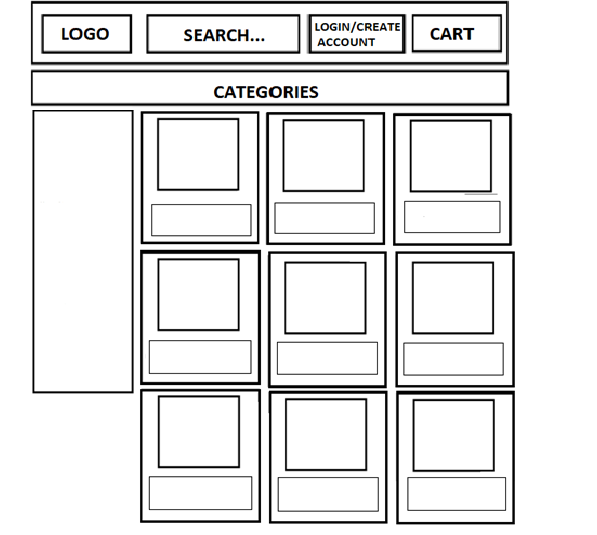 LOGO
SEARCH...
LOGIN/CREATE
ACCOUNT
CART
CATEGORIES